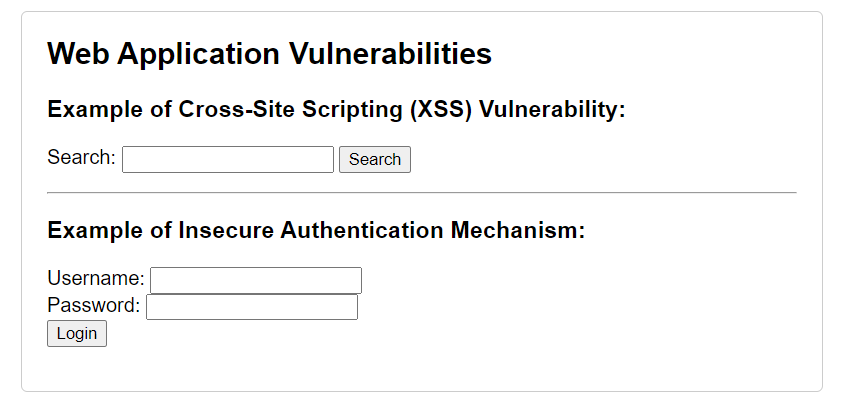 Web Application Vulnerabilities
Example of Cross-Site Scripting (XSS) Vulnerability:
Search: Search
Example of Insecure Authentication Mechanism:
Username:
Password:
Login